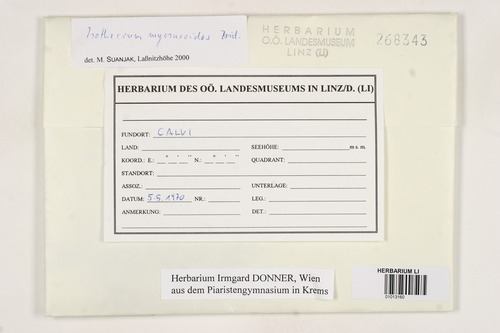 Isothecium myosuroides Brid.
det. M. SUANJAK, Laßnitzhöhe 2000
HERBARIUM
O.Ö. LANDESMUSEUM
LINZ (LI)
268343
HERBARIUM DES OÖ. LANDESMUSEUMS IN LINZ/D. (LI)
FUNDORT: CALVI
LAND: SEEHÖHE: m s. m.
KOORD.: E.: ° ' '' N.: ° ' '' QUADRANT:
STANDORT:
ASSOZ.: UNTERLAGE:
DATUM: 5.5.1970 NR.: LEG.:
ANMERKUNG: DET.:
Herbarium Irmgard DONNER, Wien
aus dem Piaristengymnasium in Krems
HERBARIUM LI
01013160